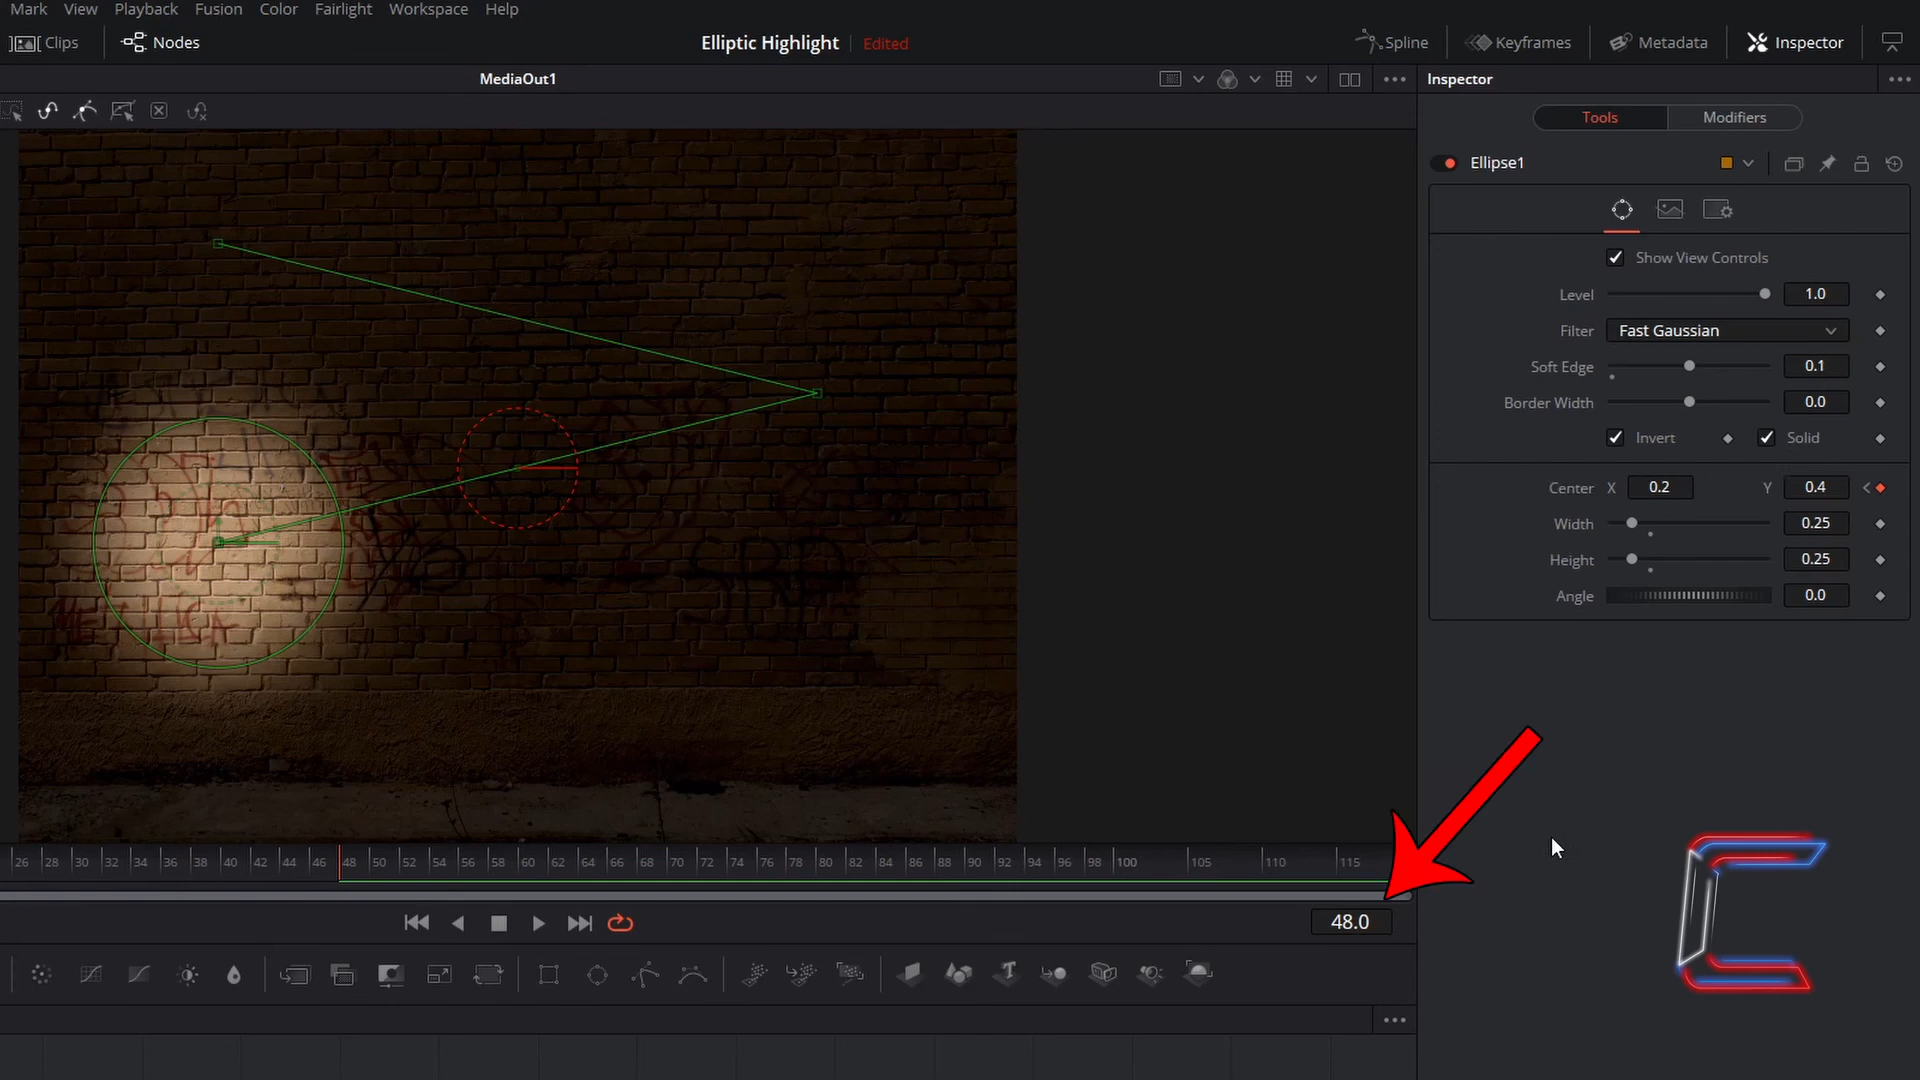 Mark View Playback Fusion Color Fairlight Workspace Help
Clips Nodes Elliptic Highlight Edited Spline Keyframes Metadata Inspector
MediaOut1 Inspector
Tools Modifiers
Ellipse1
Show View Controls
Level 1.0
Filter Fast Gaussian
Soft Edge 0.1
Border Width 0.0
Invert Solid
Center X 0.2 Y 0.4
Width 0.25
Height 0.25
Angle 0.0
26 28 30 32 34 36 38 40 42 44 46 48 50 52 54 56 58 60 62 64 66 68 70 72 74 76 78 80 82 84 86 88 90 92 94 96 98 100 105 110 115
48.0